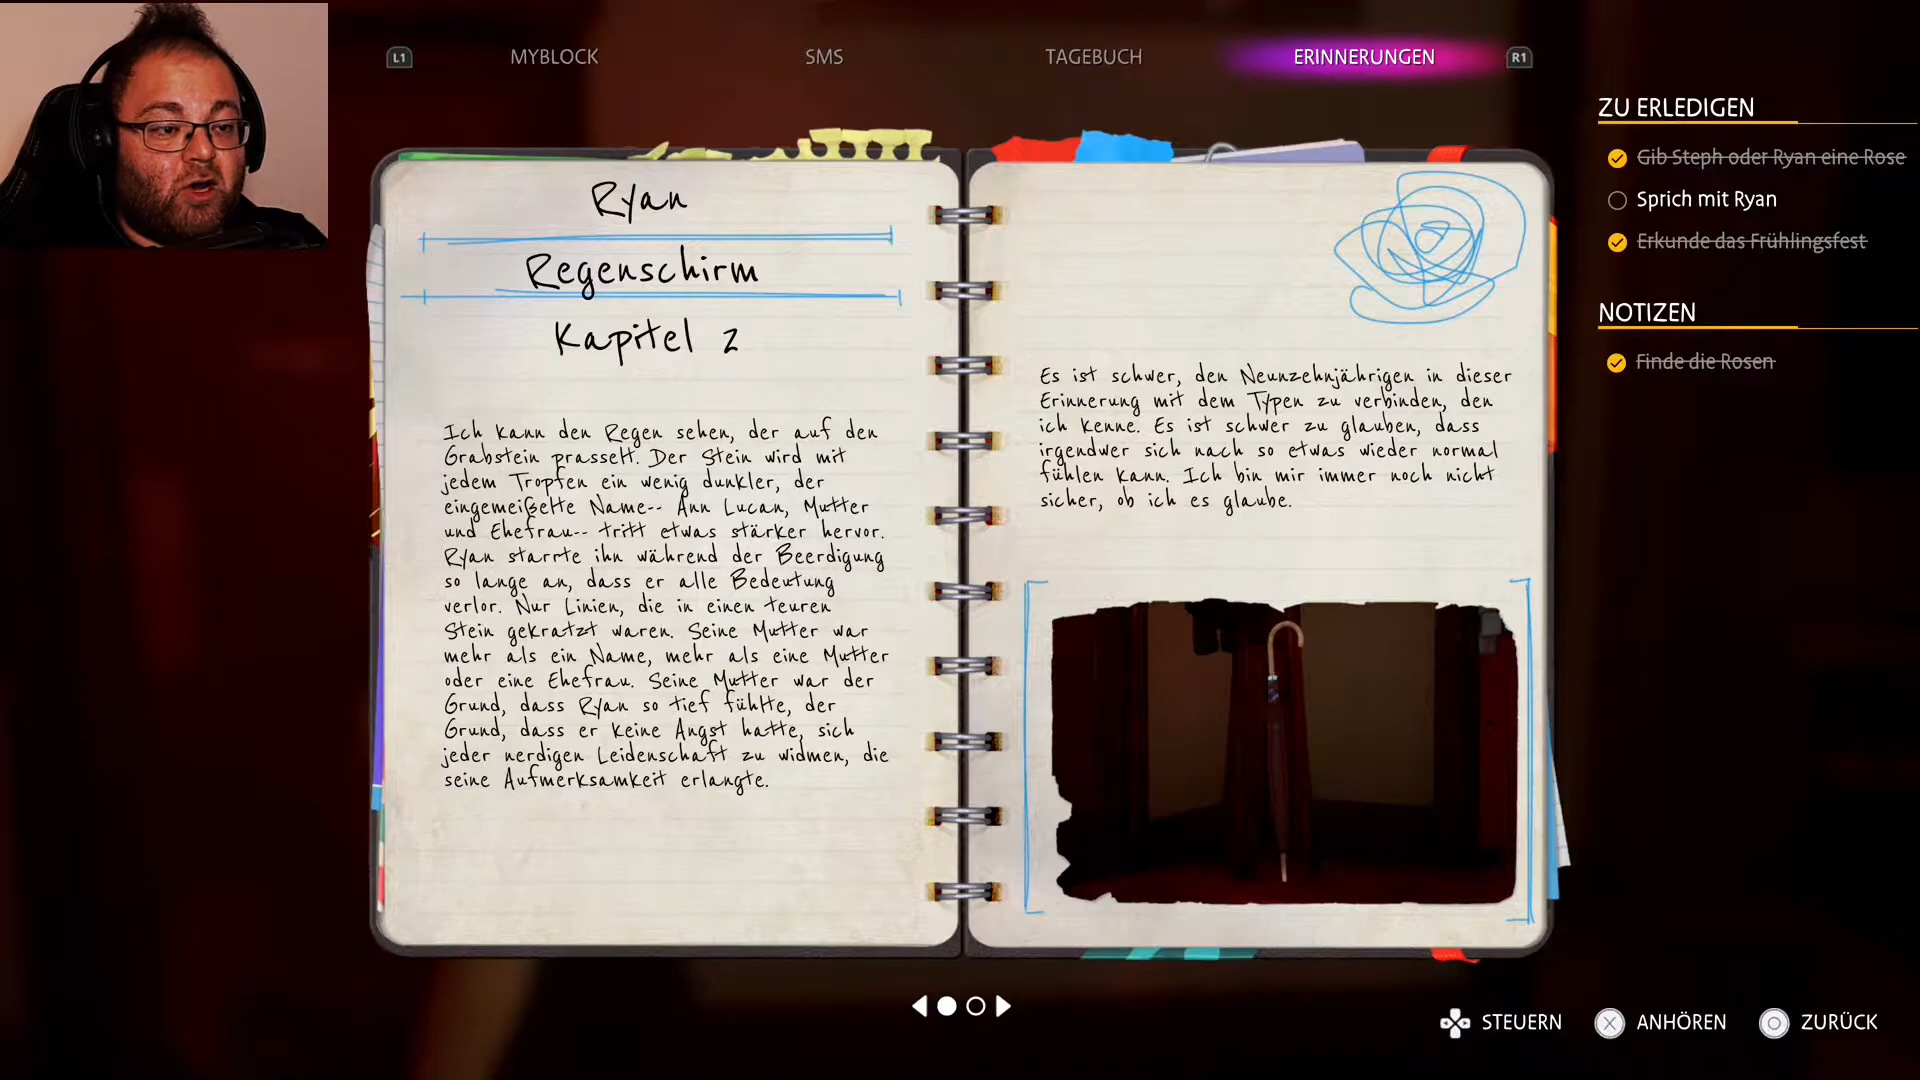 L1
MYBLOCK
SMS
TAGEBUCH
ERINNERUNGEN
R1
Ryan
Regenschirm
Kapitel 2
Ich kann den Regen sehen, der auf den
Grabstein prasselt. Der Stein wird mit
jedem Tropfen ein wenig dunkler, der
eingemeißelte Name-- Ann Lucan, Mutter
und Ehefrau-- tritt etwas stärker hervor.
Ryan starrte ihn während der Beerdigung
so lange an, dass er alle Bedeutung
verlor. Nur Linien, die in einen teuren
Stein gekratzt waren. Seine Mutter war
mehr als ein Name, mehr als eine Mutter
oder eine Ehefrau. Seine Mutter war der
Grund, dass Ryan so tief fühlte, der
Grund, dass er keine Angst hatte, sich
jeder nerdigen Leidenschaft zu widmen, die
seine Aufmerksamkeit erlangte.
Es ist schwer, den Neunzehnjährigen in dieser
Erinnerung mit dem Typen zu verbinden, den
ich kenne. Es ist schwer zu glauben, dass
irgendwer sich nach so etwas wieder normal
fühlen kann. Ich bin mir immer noch nicht
sicher, ob ich es glaube.
ZU ERLEDIGEN
Gib Steph oder Ryan eine Rose
Sprich mit Ryan
Erkunde das Frühlingsfest
NOTIZEN
Finde die Rosen
STEUERN
ANHÖREN
ZURÜCK